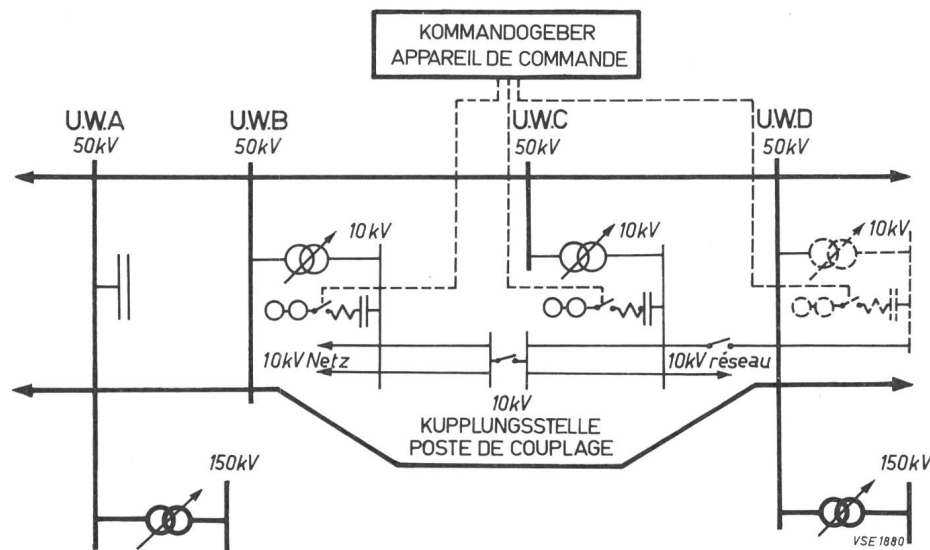 KOMMANDOGEBER
APPAREIL DE COMMANDE
U.W.A
50kV
U.W.B
50kV
U.W.C
50kV
U.W.D
50kV
10kV
10kV
10kV
10kV Netz
10kV réseau
10kV
KUPPLUNGSSTELLE
POSTE DE COUPLAGE
150kV
150kV
VSE 1880